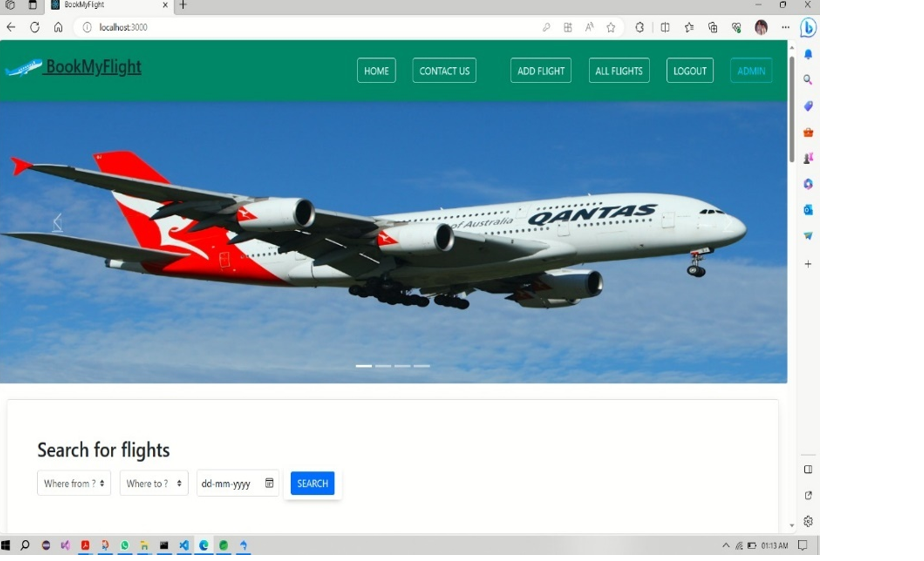 BookMyFlight
localhost:3000
BookMyFlight
HOME
CONTACT US
ADD FLIGHT
ALL FLIGHTS
LOGOUT
ADMIN
of Australia
QANTAS
Search for flights
Where from ?
Where to ?
dd-mm-yyyy
SEARCH
01:13 AM